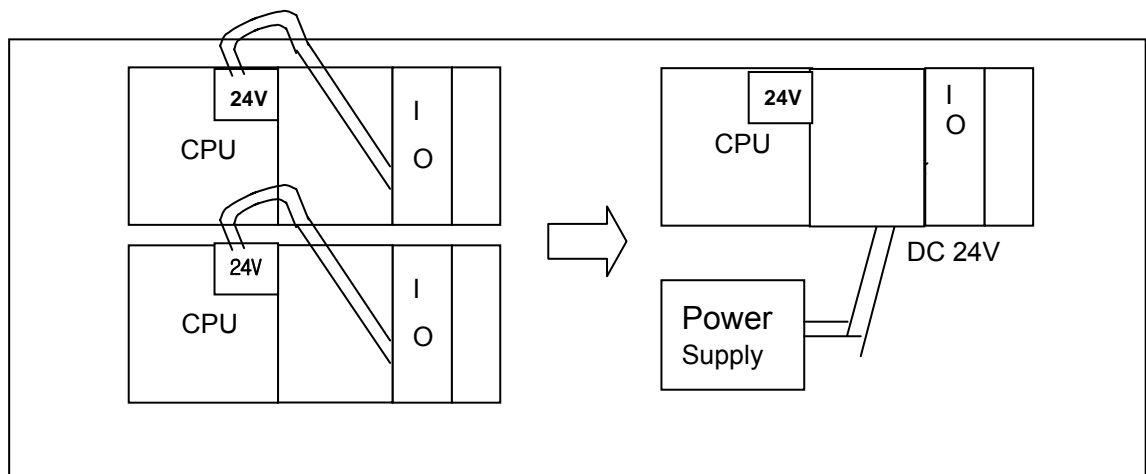 24V
CPU
I
O
24V
CPU
I
O
24V
CPU
I
O
DC 24V
Power
Supply